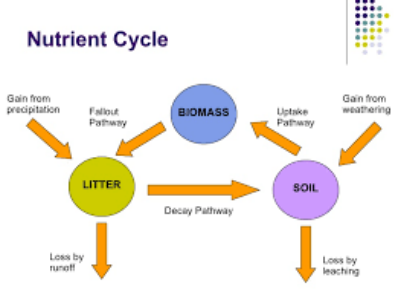 Nutrient Cycle
Gain from
precipitation
Fallout
Pathway
BIOMASS
Uptake
Pathway
Gain from
weathering
LITTER
SOIL
Decay Pathway
Loss by
runoff
Loss by
leaching